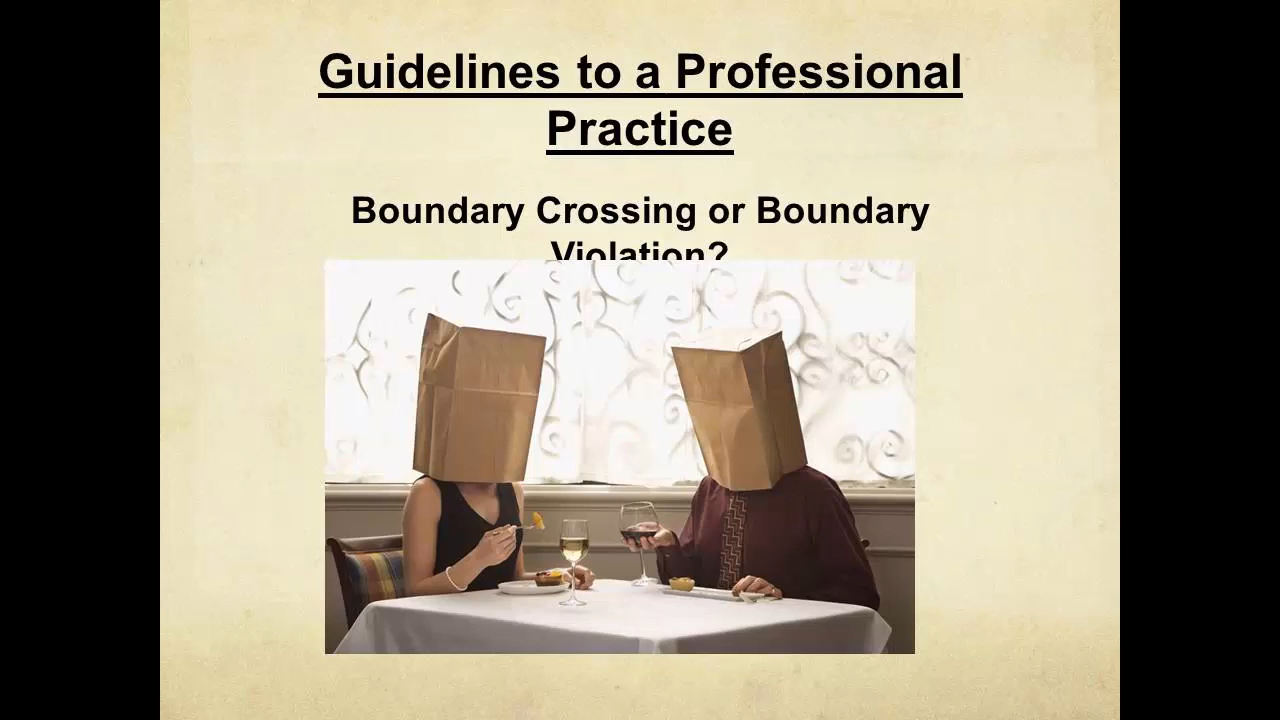 Guidelines to a Professional
Practice
Boundary Crossing or Boundary
Violation?